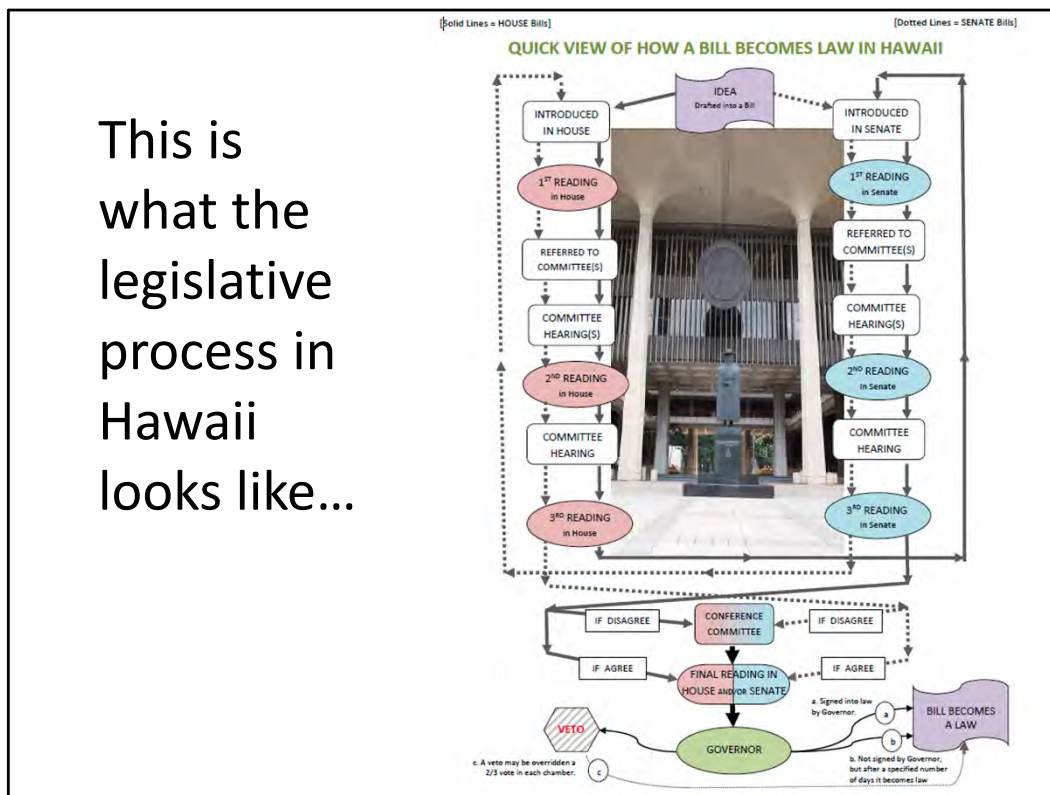 [Solid Lines = HOUSE Bills]
[Dotted Lines = SENATE Bills]
QUICK VIEW OF HOW A BILL BECOMES LAW IN HAWAII
This is
what the
legislative
process in
Hawaii
looks like…
IDEA
Drafted into a Bill
INTRODUCED
IN HOUSE
1ST READING
in House
REFERRED TO
COMMITTEE(S)
COMMITTEE
HEARING(S)
2ND READING
in House
COMMITTEE
HEARING
3RD READING
in House
INTRODUCED
IN SENATE
1ST READING
in Senate
REFERRED TO
COMMITTEE(S)
COMMITTEE
HEARING(S)
2ND READING
in Senate
COMMITTEE
HEARING
3RD READING
in Senate
IF DISAGREE
CONFERENCE
COMMITTEE
IF DISAGREE
IF AGREE
FINAL READING IN
HOUSE AND/OR SENATE
IF AGREE
GOVERNOR
a. Signed into law
by Governor.
a
BILL BECOMES
A LAW
b
b. Not signed by Governor,
but after a specified number
of days it becomes law
VETO
c. A veto may be overridden a
2/3 vote in each chamber.
c